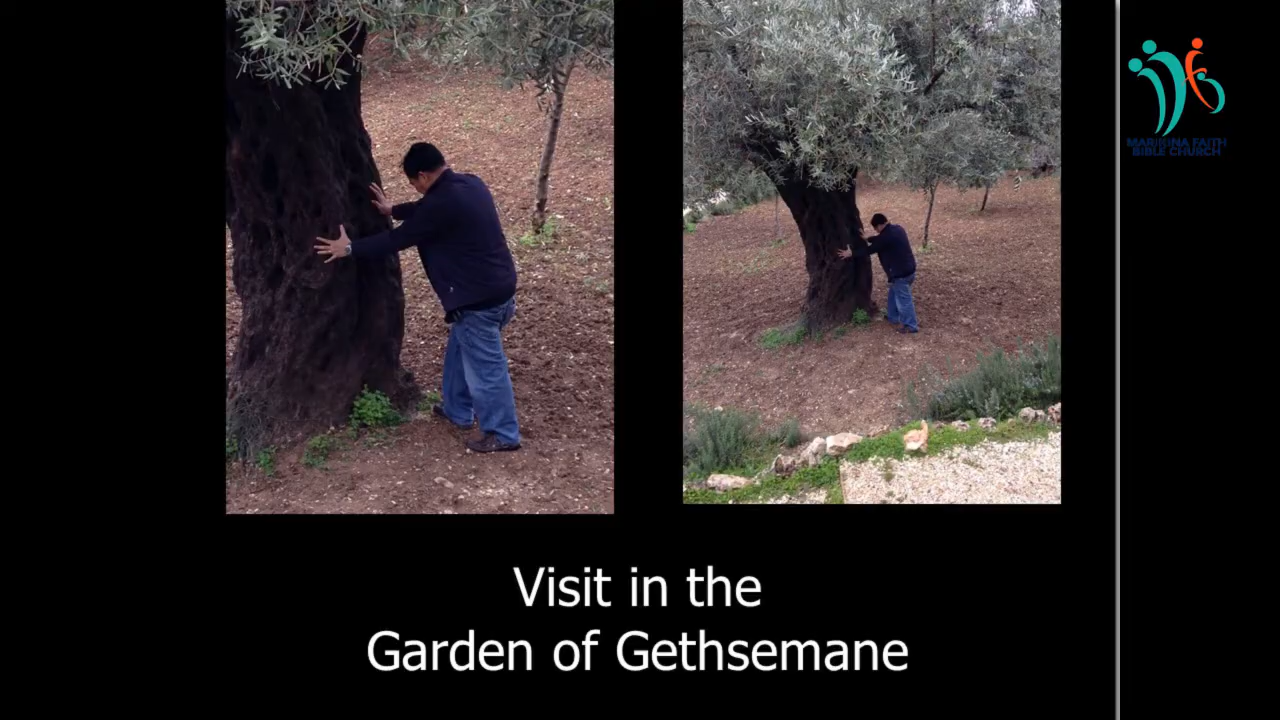 MARIKINA FAITH
BIBLE CHURCH
Visit in the
Garden of Gethsemane